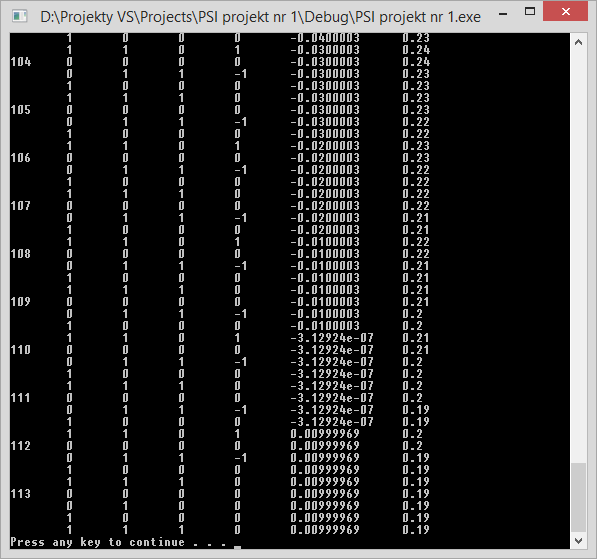 D:\Projekty VS\Projects\PSI projekt nr 1\Debug\PSI projekt nr 1.exe
1 0 0 0 -0.0400003 0.23
1 1 0 1 -0.0300003 0.24
104 0 0 0 0 -0.0300003 0.24
0 1 1 -1 -0.0300003 0.23
1 0 0 0 -0.0300003 0.23
1 1 1 0 -0.0300003 0.23
105 0 0 0 0 -0.0300003 0.23
0 1 1 -1 -0.0300003 0.22
1 0 0 0 -0.0300003 0.22
1 1 0 1 -0.0200003 0.23
106 0 0 0 0 -0.0200003 0.23
0 1 1 -1 -0.0200003 0.22
1 0 0 0 -0.0200003 0.22
1 1 1 0 -0.0200003 0.22
107 0 0 0 0 -0.0200003 0.22
0 1 1 -1 -0.0200003 0.21
1 0 0 0 -0.0200003 0.21
1 1 0 1 -0.0100003 0.22
108 0 0 0 0 -0.0100003 0.22
0 1 1 -1 -0.0100003 0.21
1 0 0 0 -0.0100003 0.21
1 1 1 0 -0.0100003 0.21
109 0 0 0 0 -0.0100003 0.21
0 1 1 -1 -0.0100003 0.2
1 0 0 0 -0.0100003 0.2
1 1 0 1 -3.12924e-07 0.21
110 0 0 0 0 -3.12924e-07 0.21
0 1 1 -1 -3.12924e-07 0.2
1 0 0 0 -3.12924e-07 0.2
1 1 1 0 -3.12924e-07 0.2
111 0 0 0 0 -3.12924e-07 0.2
0 1 1 -1 -3.12924e-07 0.19
1 0 0 0 -3.12924e-07 0.19
1 1 0 1 0.00999969 0.2
112 0 0 0 0 0.00999969 0.2
0 1 1 -1 0.00999969 0.19
1 0 0 0 0.00999969 0.19
1 1 1 0 0.00999969 0.19
113 0 0 0 0 0.00999969 0.19
0 1 0 0 0.00999969 0.19
1 0 0 0 0.00999969 0.19
1 1 1 0 0.00999969 0.19
Press any key to continue . . .